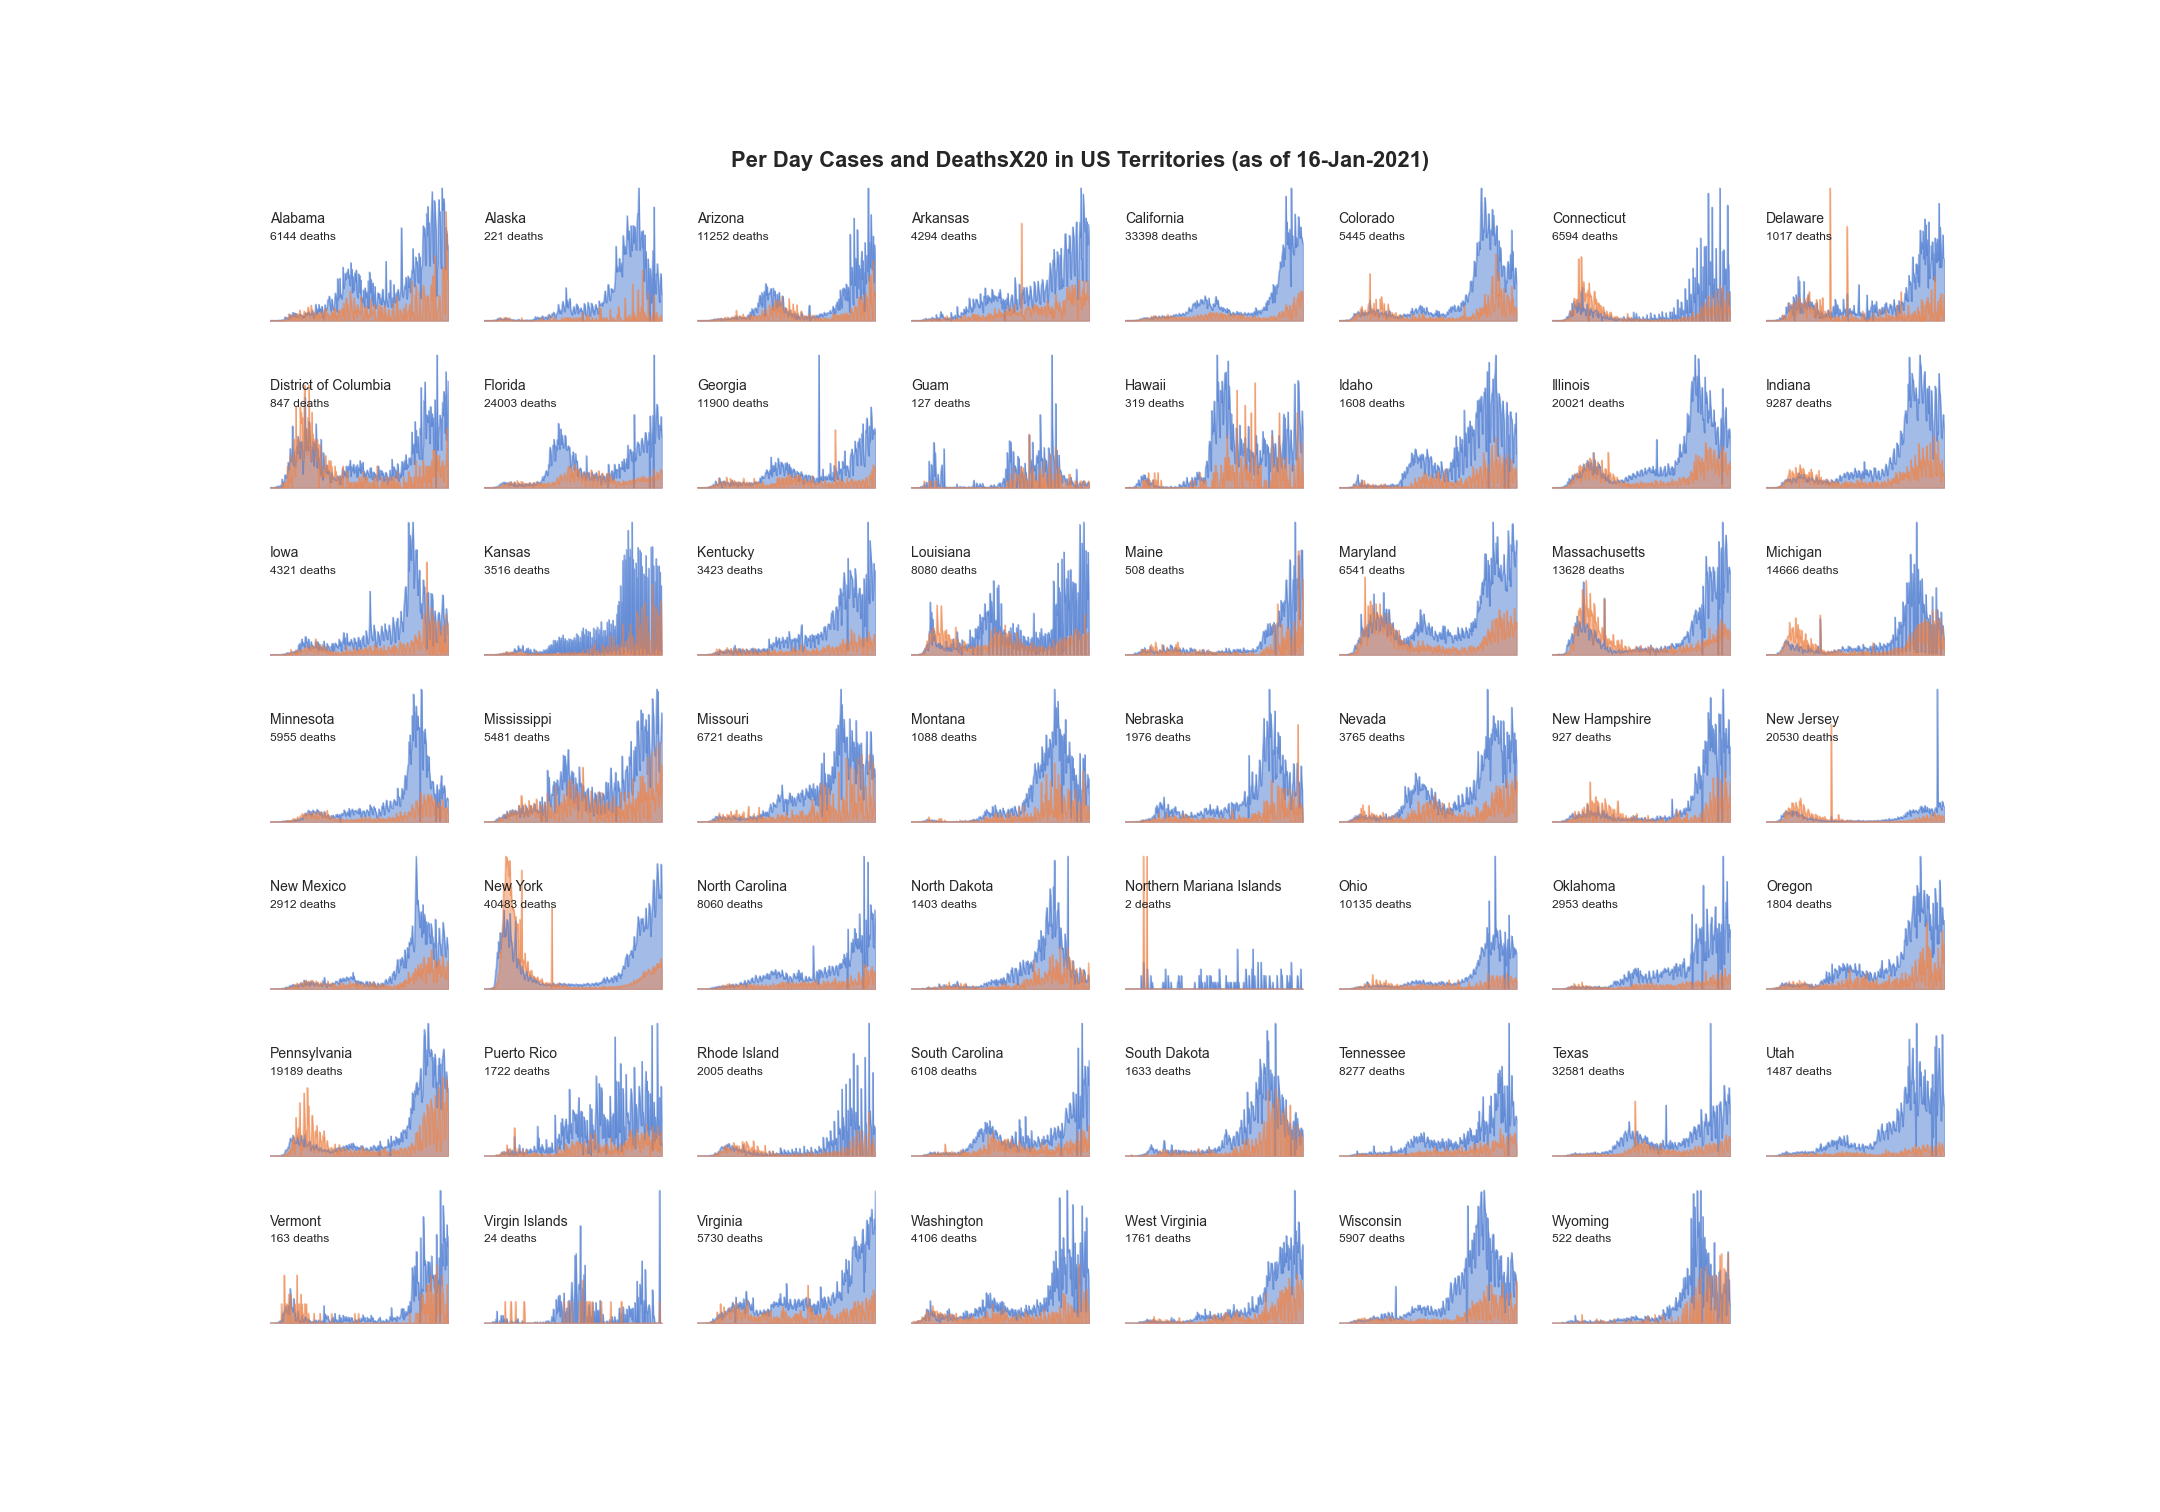 Per Day Cases and DeathsX20 in US Territories (as of 16-Jan-2021)
Alabama
6144 deaths
Alaska
221 deaths
Arizona
11252 deaths
Arkansas
4294 deaths
California
33398 deaths
Colorado
5445 deaths
Connecticut
6594 deaths
Delaware
1017 deaths
District of Columbia
847 deaths
Florida
24003 deaths
Georgia
11900 deaths
Guam
127 deaths
Hawaii
319 deaths
Idaho
1608 deaths
Illinois
20021 deaths
Indiana
9287 deaths
Iowa
4321 deaths
Kansas
3516 deaths
Kentucky
3423 deaths
Louisiana
8080 deaths
Maine
508 deaths
Maryland
6541 deaths
Massachusetts
13628 deaths
Michigan
14666 deaths
Minnesota
5955 deaths
Mississippi
5481 deaths
Missouri
6721 deaths
Montana
1088 deaths
Nebraska
1976 deaths
Nevada
3765 deaths
New Hampshire
927 deaths
New Jersey
20530 deaths
New Mexico
2912 deaths
New York
40483 deaths
North Carolina
8060 deaths
North Dakota
1403 deaths
Northern Mariana Islands
2 deaths
Ohio
10135 deaths
Oklahoma
2953 deaths
Oregon
1804 deaths
Pennsylvania
19189 deaths
Puerto Rico
1722 deaths
Rhode Island
2005 deaths
South Carolina
6108 deaths
South Dakota
1633 deaths
Tennessee
8277 deaths
Texas
32581 deaths
Utah
1487 deaths
Vermont
163 deaths
Virgin Islands
24 deaths
Virginia
5730 deaths
Washington
4106 deaths
West Virginia
1761 deaths
Wisconsin
5907 deaths
Wyoming
522 deaths